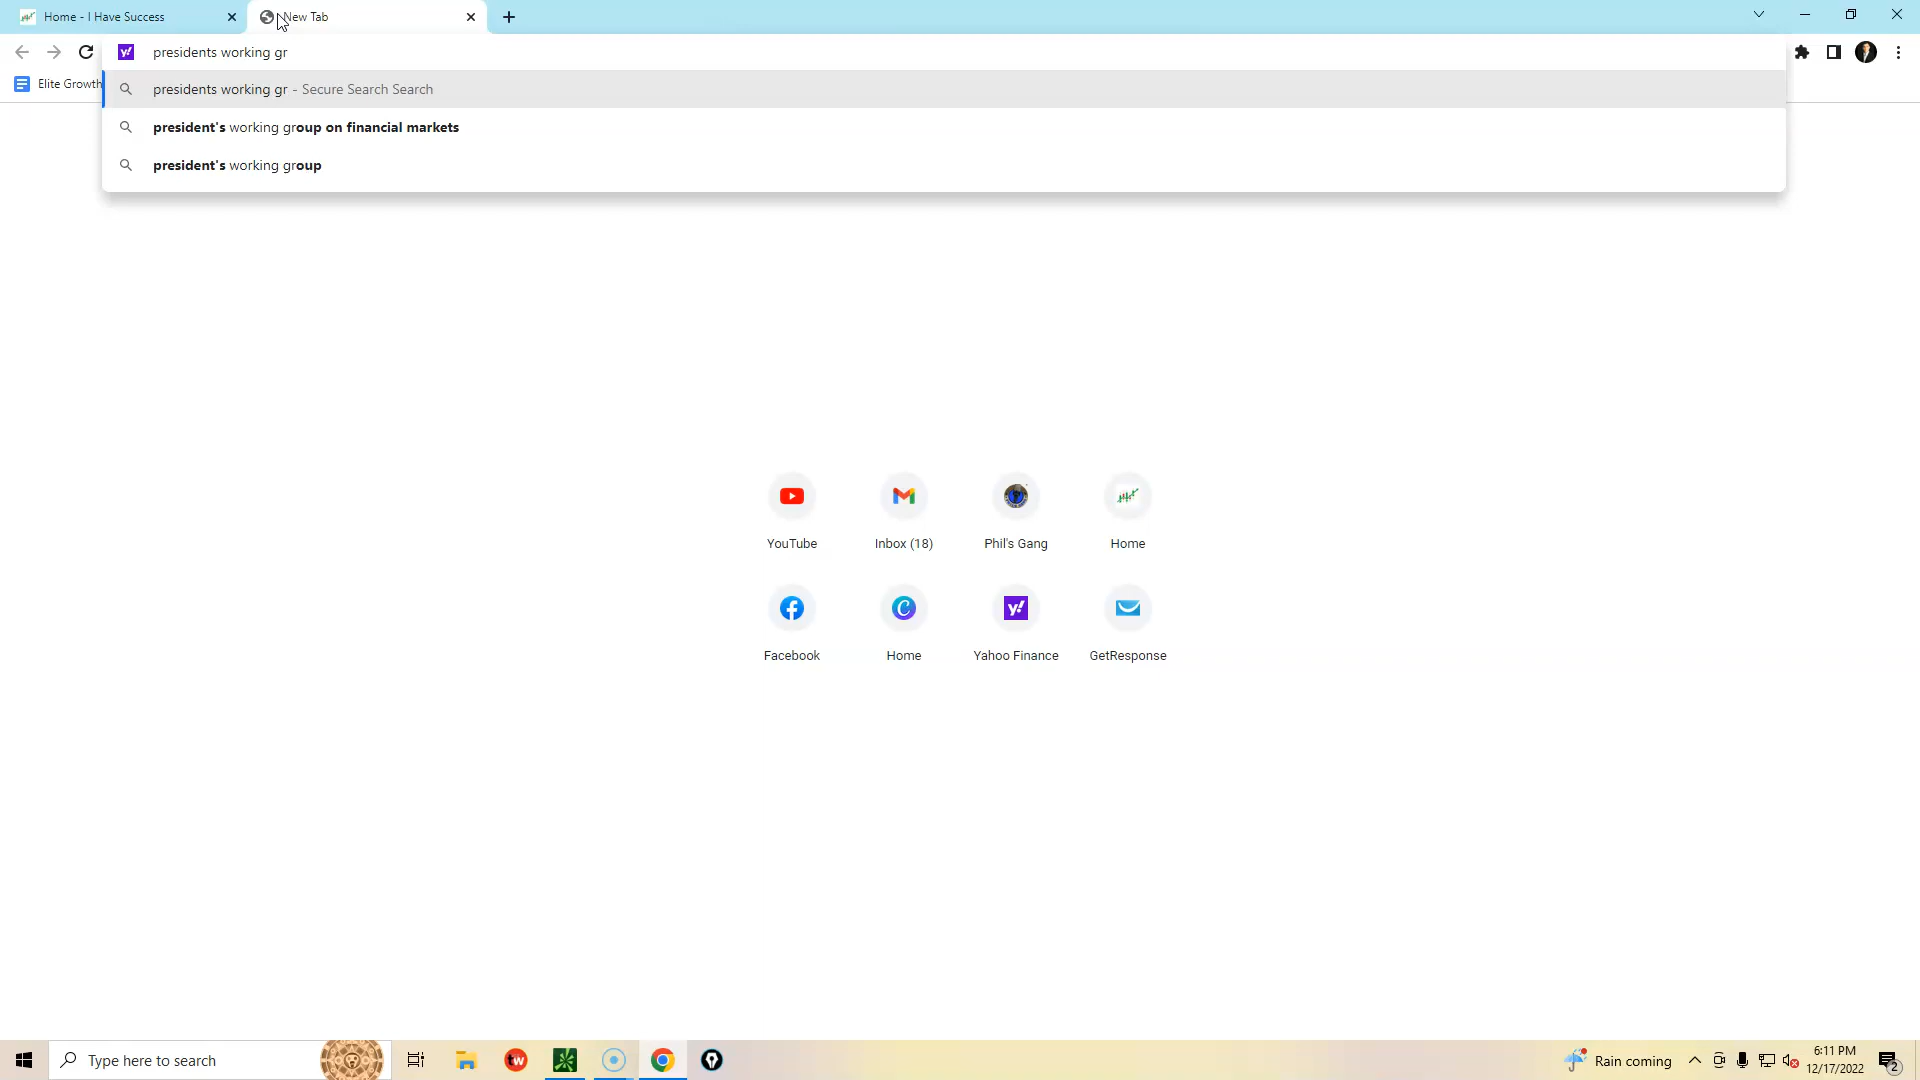 Home - I Have Success
New Tab
presidents working gr
Elite Growth
presidents working gr - Secure Search Search
president's working group on financial markets
president's working group
YouTube
Inbox (18)
Phil's Gang
Home
Facebook
Home
Yahoo Finance
GetResponse
Type here to search
Rain coming
6:11 PM
12/17/2022
2